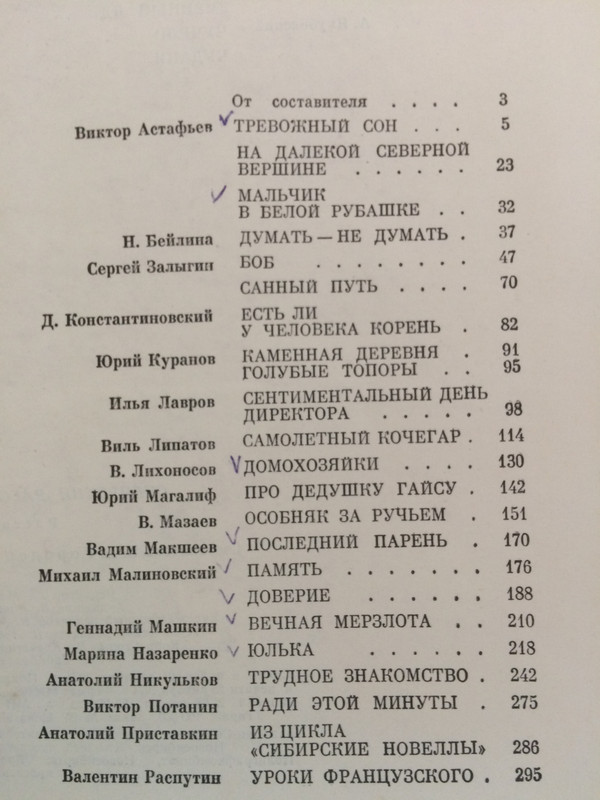 От составителя . . . . 3
Виктор Астафьев ТРЕВОЖНЫЙ СОН . . . 5
НА ДАЛЕКОЙ СЕВЕРНОЙ
ВЕРШИНЕ . . . . . . 23
МАЛЬЧИК
В БЕЛОЙ РУБАШКЕ . . 32
Н. Бейлина ДУМАТЬ — НЕ ДУМАТЬ . 37
Сергей Залыгин БОБ . . . . . . . . 47
САННЫЙ ПУТЬ . . . . 70
Д. Константиновский ЕСТЬ ЛИ
У ЧЕЛОВЕКА КОРЕНЬ . 82
Юрий Куранов КАМЕННАЯ ДЕРЕВНЯ . 91
ГОЛУБЫЕ ТОПОРЫ . . 95
Илья Лавров СЕНТИМЕНТАЛЬНЫЙ ДЕНЬ
ДИРЕКТОРА . . . . . 98
Виль Липатов САМОЛЕТНЫЙ КОЧЕГАР . 114
В. Лихоносов ДОМОХОЗЯЙКИ . . . . 130
Юрий Магалиф ПРО ДЕДУШКУ ГАЙСУ . 142
В. Мазаев ОСОБНЯК ЗА РУЧЬЕМ . 151
Вадим Макшеев ПОСЛЕДНИЙ ПАРЕНЬ . 170
Михаил Малиновский ПАМЯТЬ . . . . . . . 176
ДОВЕРИЕ . . . . . . 188
Геннадий Машкин ВЕЧНАЯ МЕРЗЛОТА . . 210
Марина Назаренко ЮЛЬКА . . . . . . 218
Анатолий Никульков ТРУДНОЕ ЗНАКОМСТВО . 242
Виктор Потанин РАДИ ЭТОЙ МИНУТЫ . 275
Анатолий Приставкин ИЗ ЦИКЛА
«СИБИРСКИЕ НОВЕЛЛЫ» 286
Валентин Распутин УРОКИ ФРАНЦУЗСКОГО . 295